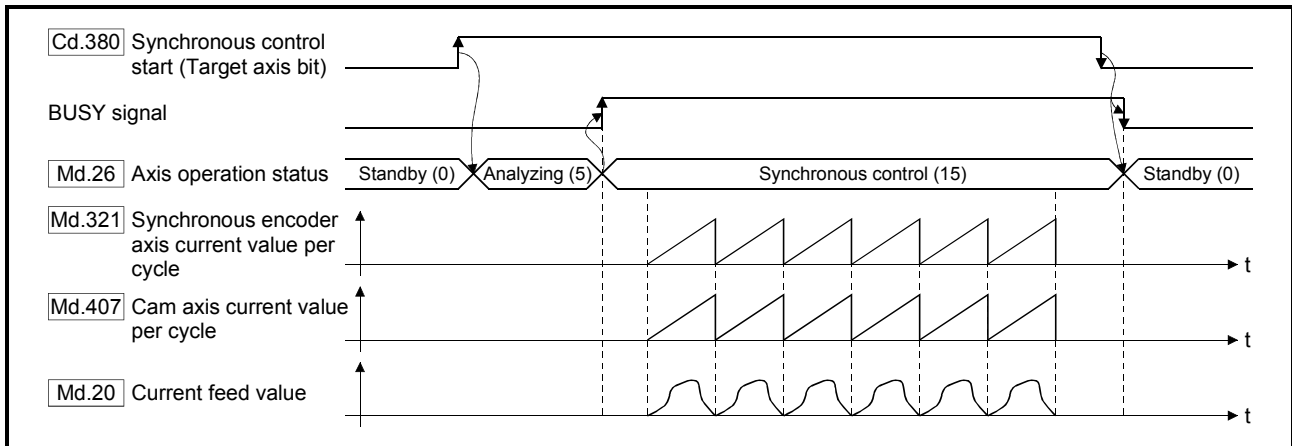 Cd.380 Synchronous control
start (Target axis bit)
BUSY signal
Md.26 Axis operation status
Standby (0)
Analyzing (5)
Synchronous control (15)
Standby (0)
Md.321 Synchronous encoder
axis current value per
cycle
t
Md.407 Cam axis current value
per cycle
t
Md.20 Current feed value
t